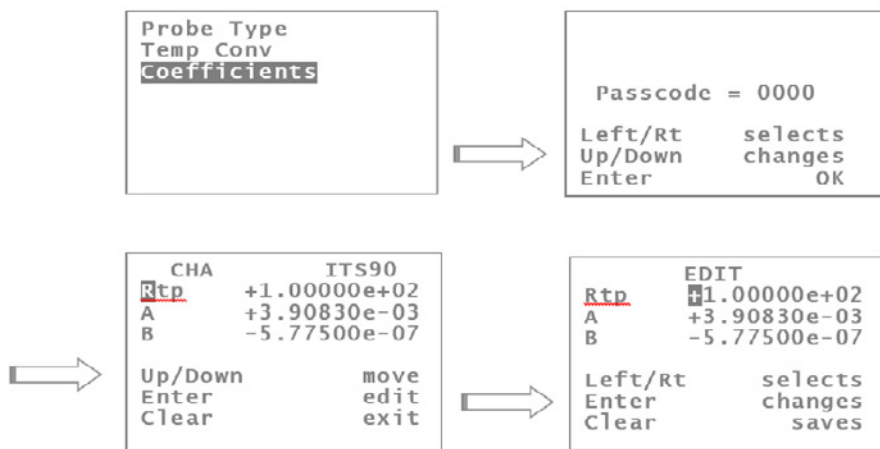 Probe Type
Temp Conv
Coefficients
Passcode = 0000
Left/Rt selects
Up/Down changes
Enter OK
CHA ITS90
Rtp +1.00000e+02
A +3.90830e-03
B -5.77500e-07
Up/Down move
Enter edit
Clear exit
EDIT
Rtp +1.00000e+02
A +3.90830e-03
B -5.77500e-07
Left/Rt selects
Enter changes
Clear saves